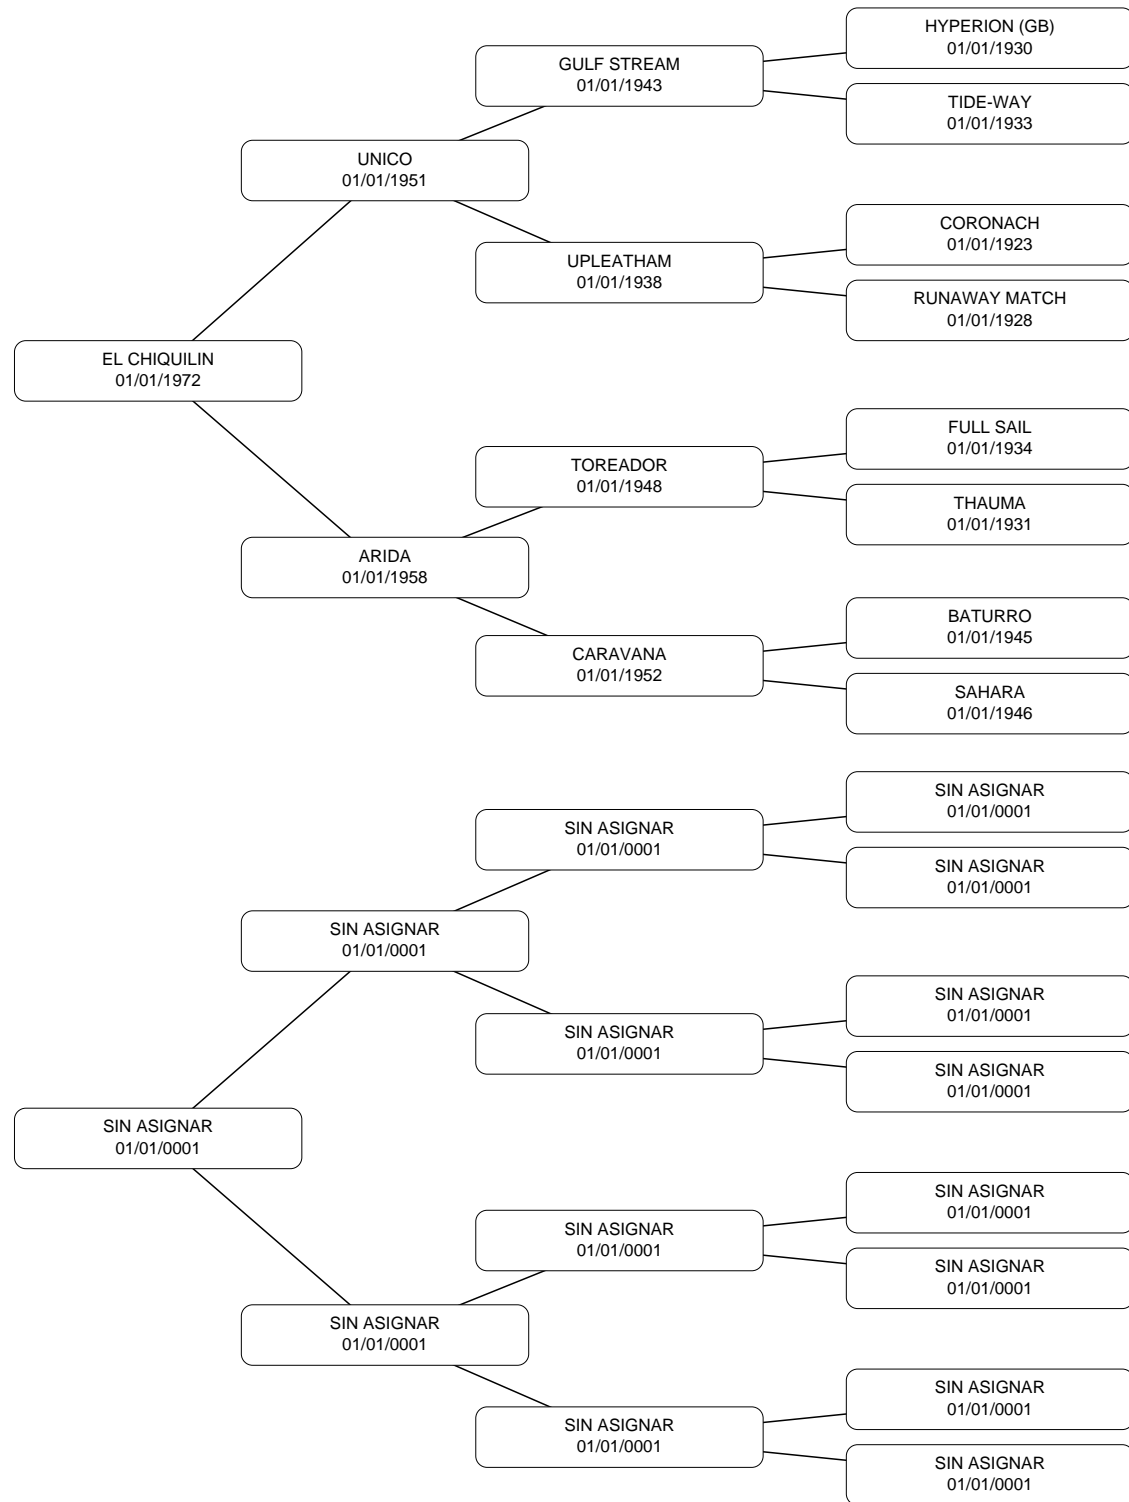 HYPERION (GB)
01/01/1930
GULF STREAM
01/01/1943
TIDE-WAY
01/01/1933
UNICO
01/01/1951
CORONACH
01/01/1923
UPLEATHAM
01/01/1938
RUNAWAY MATCH
01/01/1928
EL CHIQUILIN
01/01/1972
FULL SAIL
01/01/1934
TOREADOR
01/01/1948
THAUMA
01/01/1931
ARIDA
01/01/1958
BATURRO
01/01/1945
CARAVANA
01/01/1952
SAHARA
01/01/1946
SIN ASIGNAR
01/01/0001
SIN ASIGNAR
01/01/0001
SIN ASIGNAR
01/01/0001
SIN ASIGNAR
01/01/0001
SIN ASIGNAR
01/01/0001
SIN ASIGNAR
01/01/0001
SIN ASIGNAR
01/01/0001
SIN ASIGNAR
01/01/0001
SIN ASIGNAR
01/01/0001
SIN ASIGNAR
01/01/0001
SIN ASIGNAR
01/01/0001
SIN ASIGNAR
01/01/0001
SIN ASIGNAR
01/01/0001
SIN ASIGNAR
01/01/0001
SIN ASIGNAR
01/01/0001